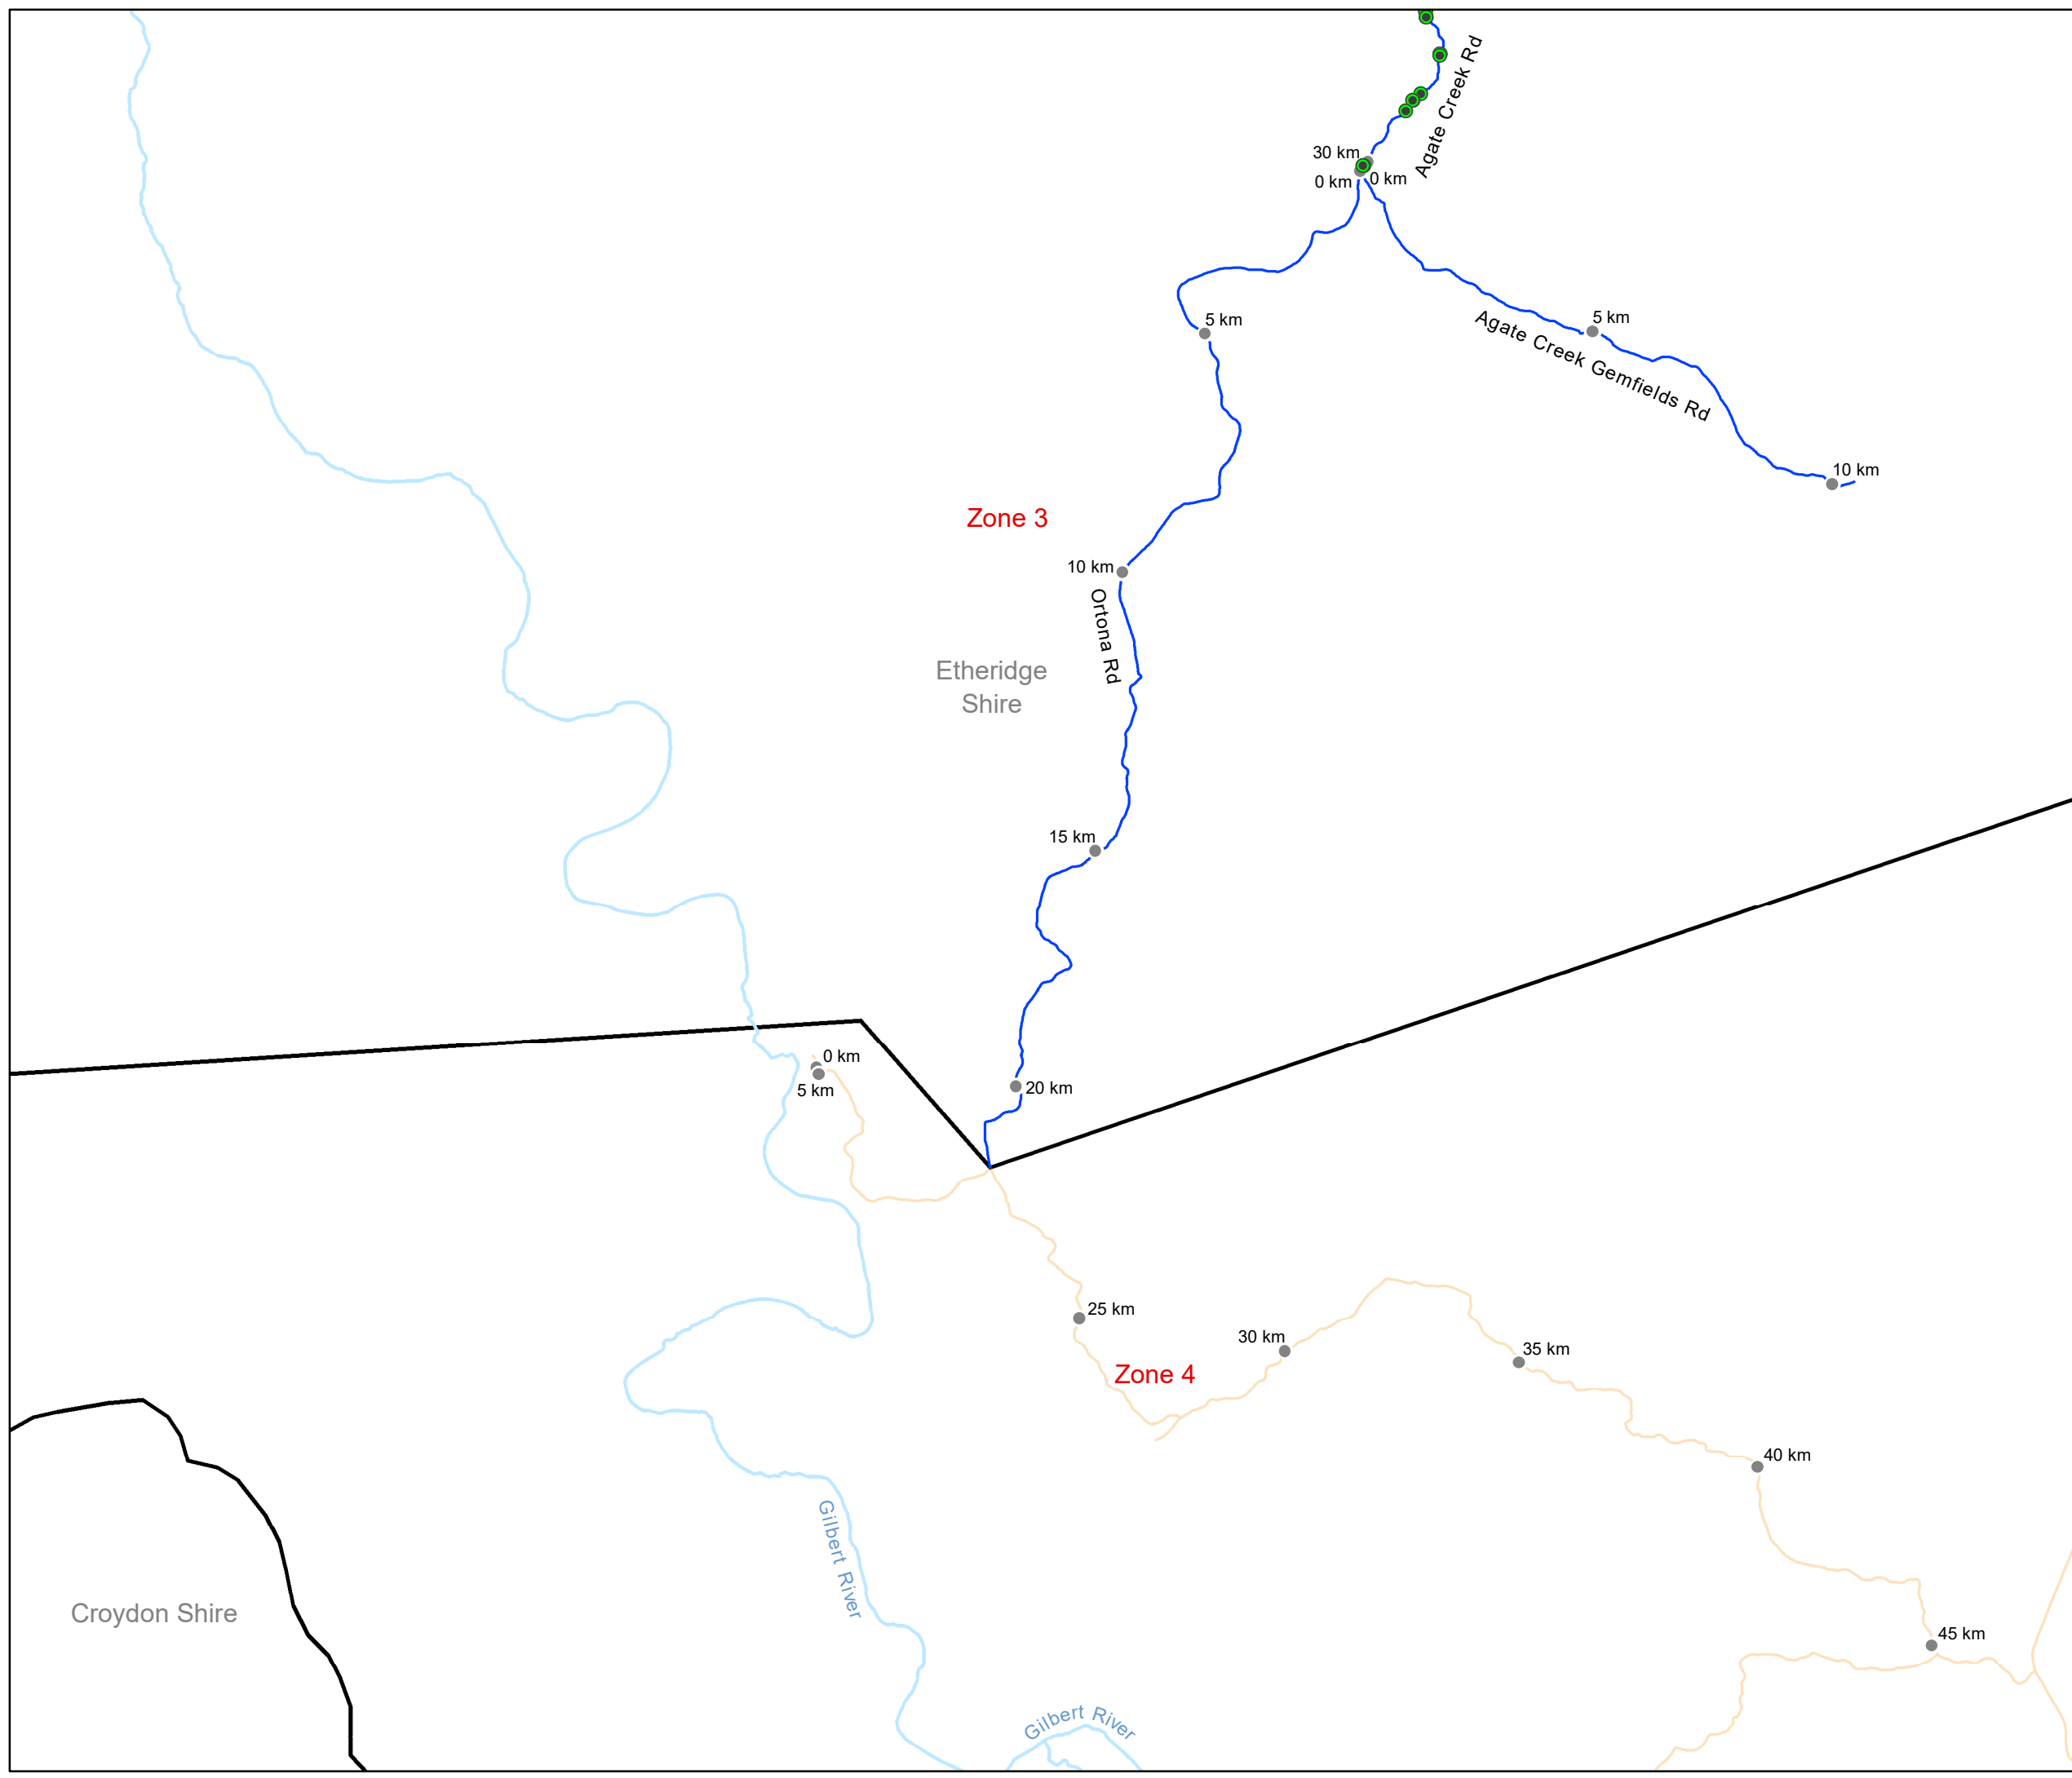 Agate Creek Rd
30 km
0 km
0 km
5 km
5 km
Agate Creek Gemfields Rd
10 km
Zone 3
10 km
Ortona Rd
Etheridge
Shire
15 km
0 km
5 km
20 km
25 km
30 km
35 km
Zone 4
40 km
Gilbert River
Croydon Shire
45 km
Gilbert River